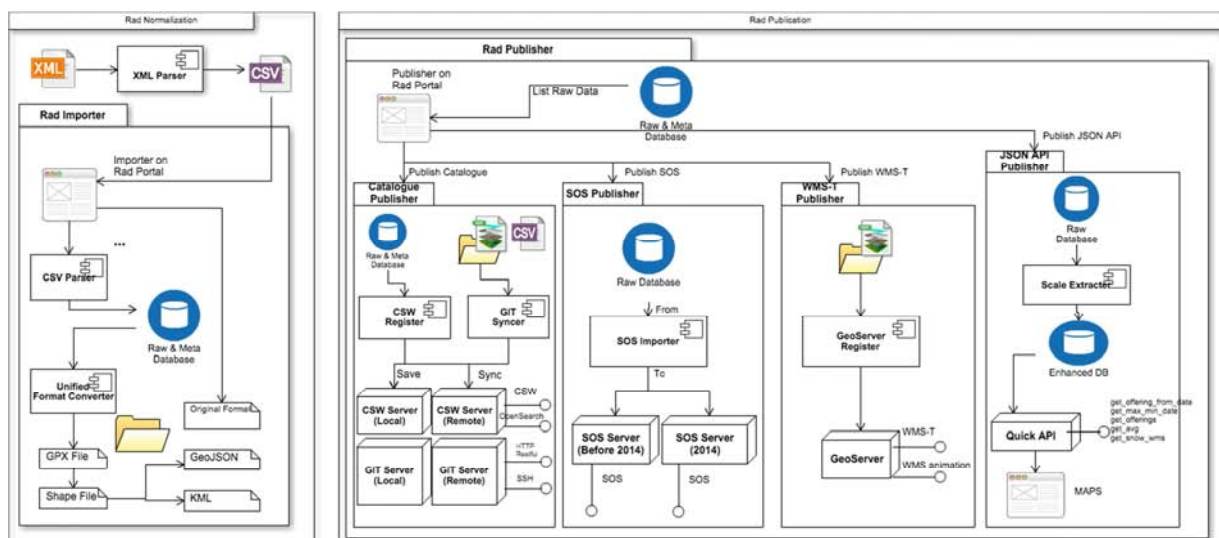 Rad Normalization
XML
XML Parser
CSV
Rad Importer
Importer on
Rad Portal
...
CSV Parser
Raw & Meta
Database
Unified
Format Converter
Original Format
GPX File
GeoJSON
Shape File
KML
Rad Publication
Rad Publisher
Publisher on
Rad Portal
List Raw Data
Raw & Meta
Database
Publish JSON API
Publish Catalogue
Publish SOS
Publish WMS-T
Catalogue
Publisher
Raw & Meta
Database
CSV
CSW
Register
GIT
Syncer
Save
Sync
CSW Server
(Local)
CSW Server
(Remote)
CSW
OpenSearch
GIT Server
(Local)
GIT Server
(Remote)
HTTP
Restful
SSH
SOS Publisher
Raw Database
From
SOS Importer
To
SOS Server
(Before 2014)
SOS Server
(2014)
SOS
SOS
WMS-T
Publisher
GeoServer
Register
GeoServer
WMS-T
WMS animation
JSON API
Publisher
Raw
Database
Scale Extracter
Enhanced DB
Quick API
get_offering_from_date
get_max_min_date
get_offerings
get_avg
get_snow_wms
MAPS